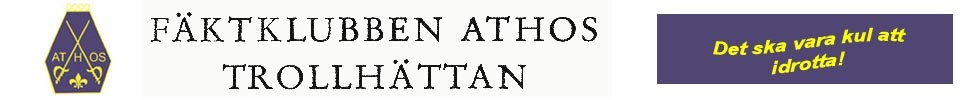 ATHOS
FÄKTKLUBBEN ATHOS
TROLLHÄTTAN
Det ska vara kul att
idrotta!